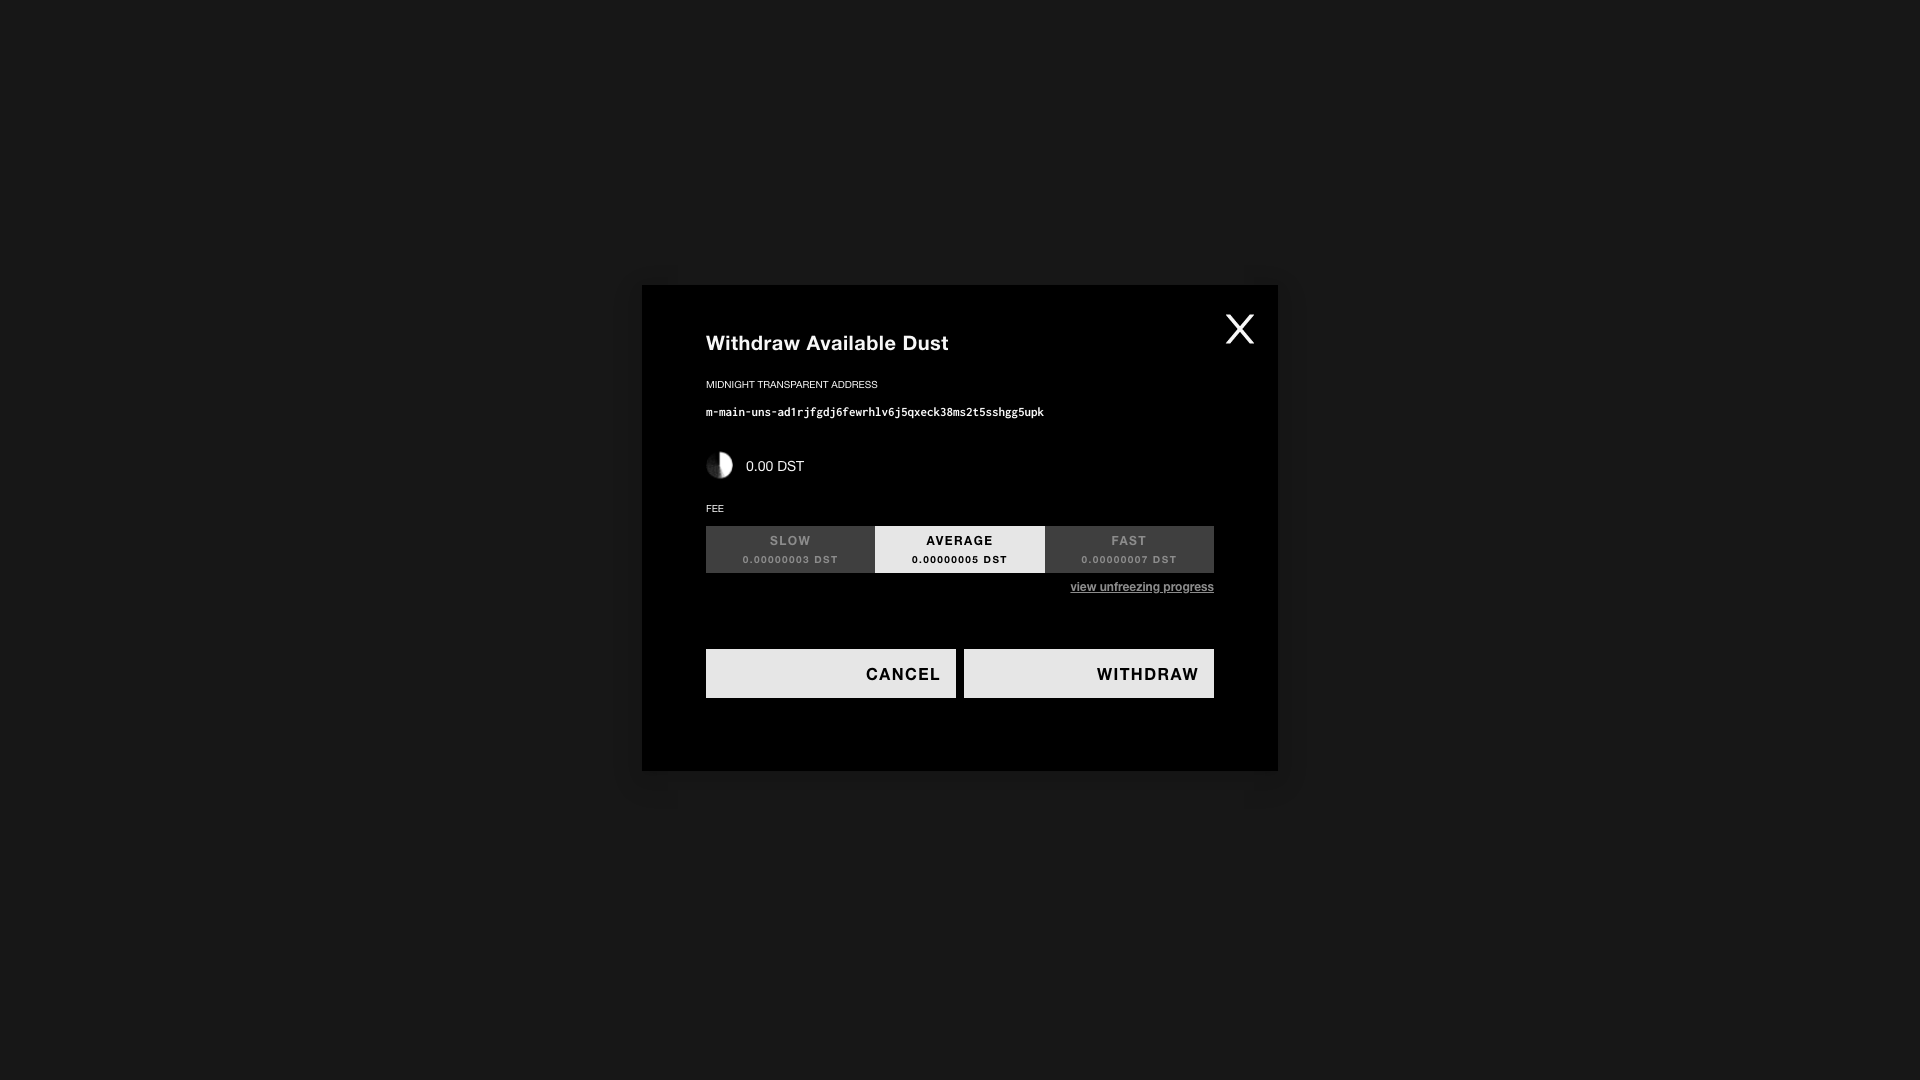 Withdraw Available Dust
MIDNIGHT TRANSPARENT ADDRESS
m-main-uns-ad1rjfgdj6fewrhlv6j5qxeck38ms2t5sshgg5upk
0.00 DST
FEE
SLOW AVERAGE FAST
0.00000003 DST 0.00000005 DST 0.00000007 DST
view unfreezing progress
CANCEL WITHDRAW